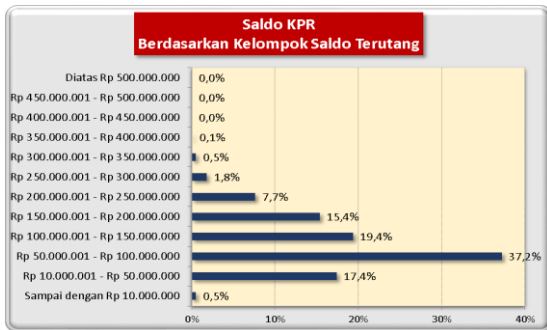 Saldo KPR
Berdasarkan Kelompok Saldo Terutang
Diatas Rp 500.000.000 0,0%
Rp 450.000.001 - Rp 500.000.000 0,0%
Rp 400.000.001 - Rp 450.000.000 0,0%
Rp 350.000.001 - Rp 400.000.000 0,1%
Rp 300.000.001 - Rp 350.000.000 0,5%
Rp 250.000.001 - Rp 300.000.000 1,8%
Rp 200.000.001 - Rp 250.000.000 7,7%
Rp 150.000.001 - Rp 200.000.000 15,4%
Rp 100.000.001 - Rp 150.000.000 19,4%
Rp 50.000.001 - Rp 100.000.000 37,2%
Rp 10.000.001 - Rp 50.000.000 17,4%
Sampai dengan Rp 10.000.000 0,5%
0% 10% 20% 30% 40%